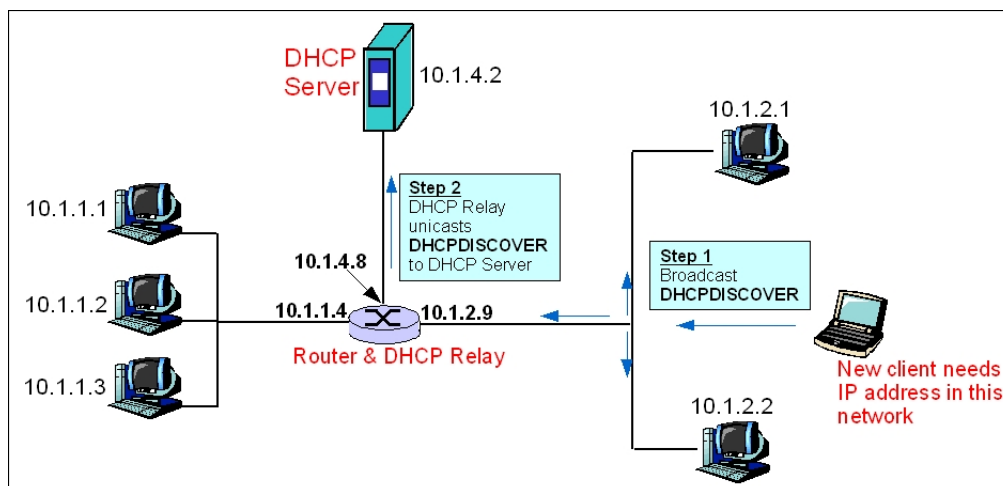 DHCP
Server
10.1.4.2
10.1.2.1
10.1.1.1
Step 2
DHCP Relay
unicasts
DHCPDISCOVER
to DHCP Server
10.1.4.8
Step 1
Broadcast
DHCPDISCOVER
10.1.1.2
10.1.1.4
10.1.2.9
Router & DHCP Relay
New client needs
IP address in this
network
10.1.1.3
10.1.2.2